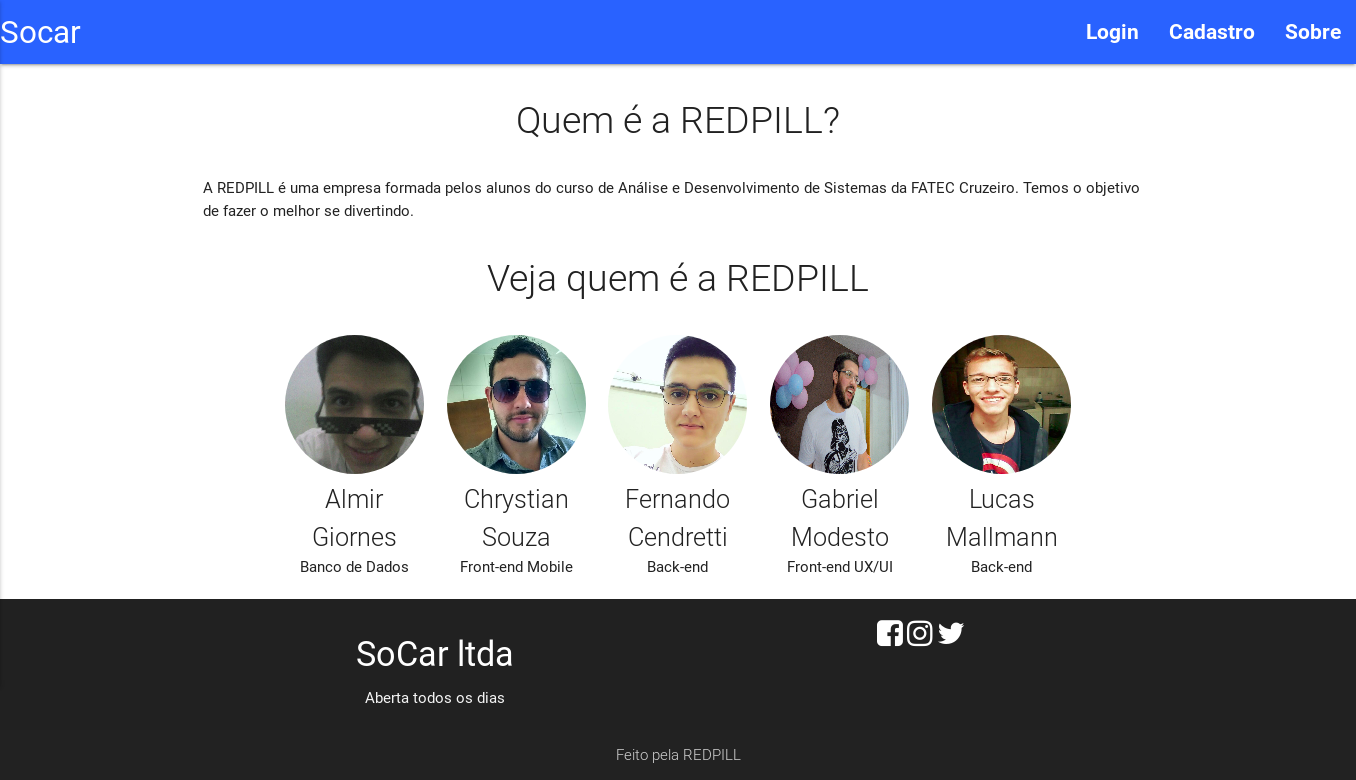 Socar
Login Cadastro Sobre
Quem é a REDPILL?
A REDPILL é uma empresa formada pelos alunos do curso de Análise e Desenvolvimento de Sistemas da FATEC Cruzeiro. Temos o objetivo
de fazer o melhor se divertindo.
Veja quem é a REDPILL
Almir
Giornes
Banco de Dados
Chrystian
Souza
Front-end Mobile
Fernando
Cendretti
Back-end
Gabriel
Modesto
Front-end UX/UI
Lucas
Mallmann
Back-end
SoCar ltda
Aberta todos os dias
Feito pela REDPILL